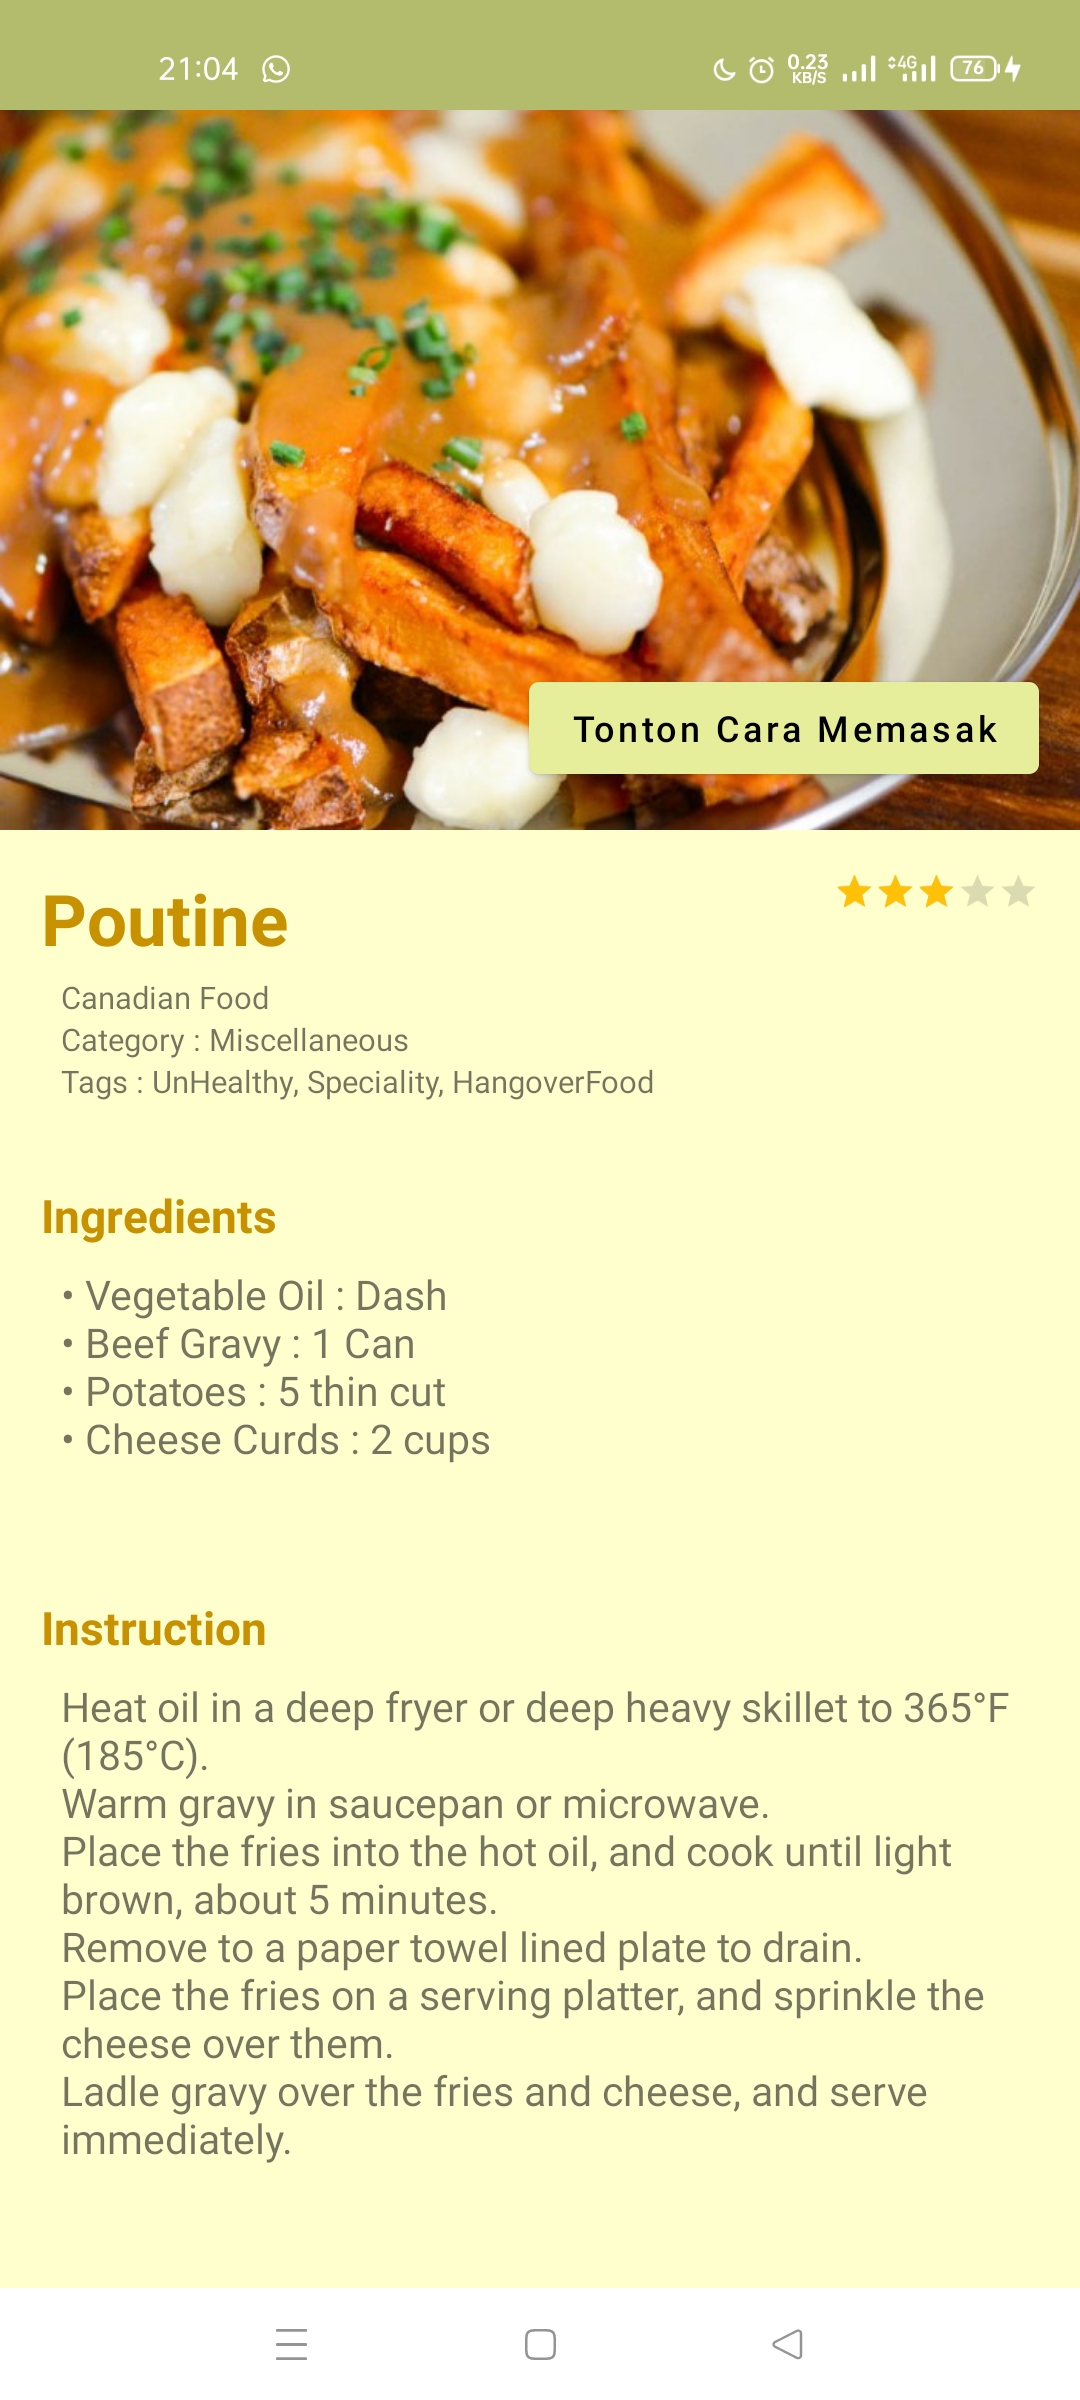 21:04
0.23
KB/S
4G
76
Tonton Cara Memasak
Poutine
Canadian Food
Category : Miscellaneous
Tags : UnHealthy, Speciality, HangoverFood
Ingredients
• Vegetable Oil : Dash
• Beef Gravy : 1 Can
• Potatoes : 5 thin cut
• Cheese Curds : 2 cups
Instruction
Heat oil in a deep fryer or deep heavy skillet to 365°F
(185°C).
Warm gravy in saucepan or microwave.
Place the fries into the hot oil, and cook until light
brown, about 5 minutes.
Remove to a paper towel lined plate to drain.
Place the fries on a serving platter, and sprinkle the
cheese over them.
Ladle gravy over the fries and cheese, and serve
immediately.